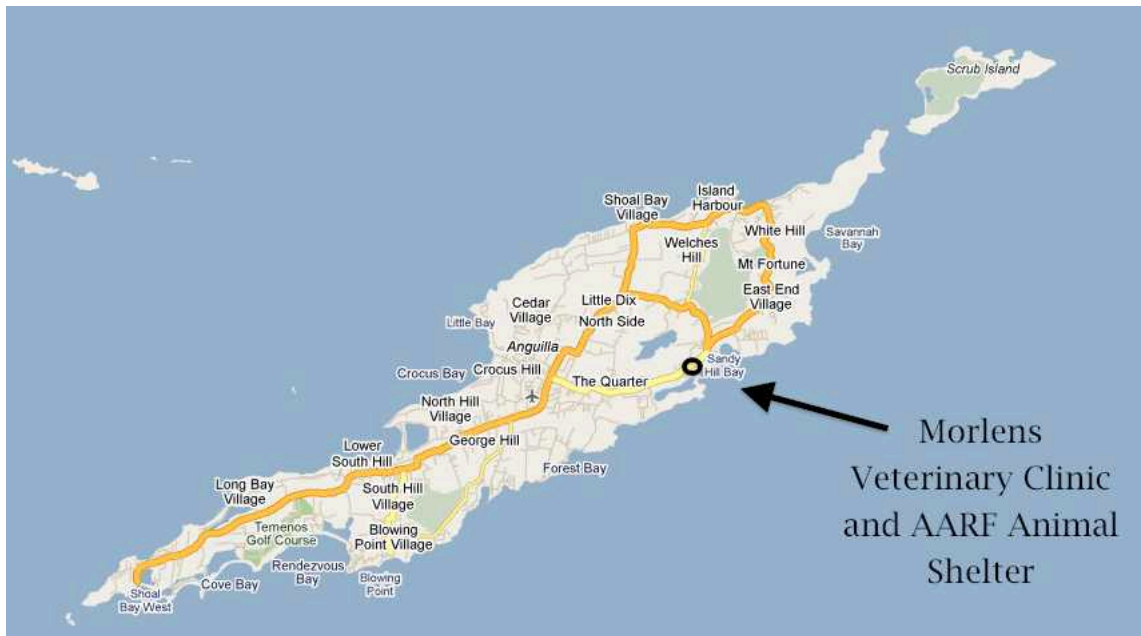 Scrub Island
Island
Harbour
Shoal Bay
Village
White Hill
Savannah
Bay
Welches
Hill
Mt Fortune
East End
Village
Little Dix
Cedar
Village
North Side
Little Bay
Anguilla
Sandy
Hill Bay
Crocus Hill
Crocus Bay
The Quarter
North Hill
Village
George Hill
Lower
South Hill
Forest Bay
Long Bay
Village
South Hill
Village
Temenos
Golf Course
Blowing
Point Village
Rendezvous
Bay
Blowing
Point
Cove Bay
Shoal
Bay West
Morlens
Veterinary Clinic
and AARF Animal
Shelter